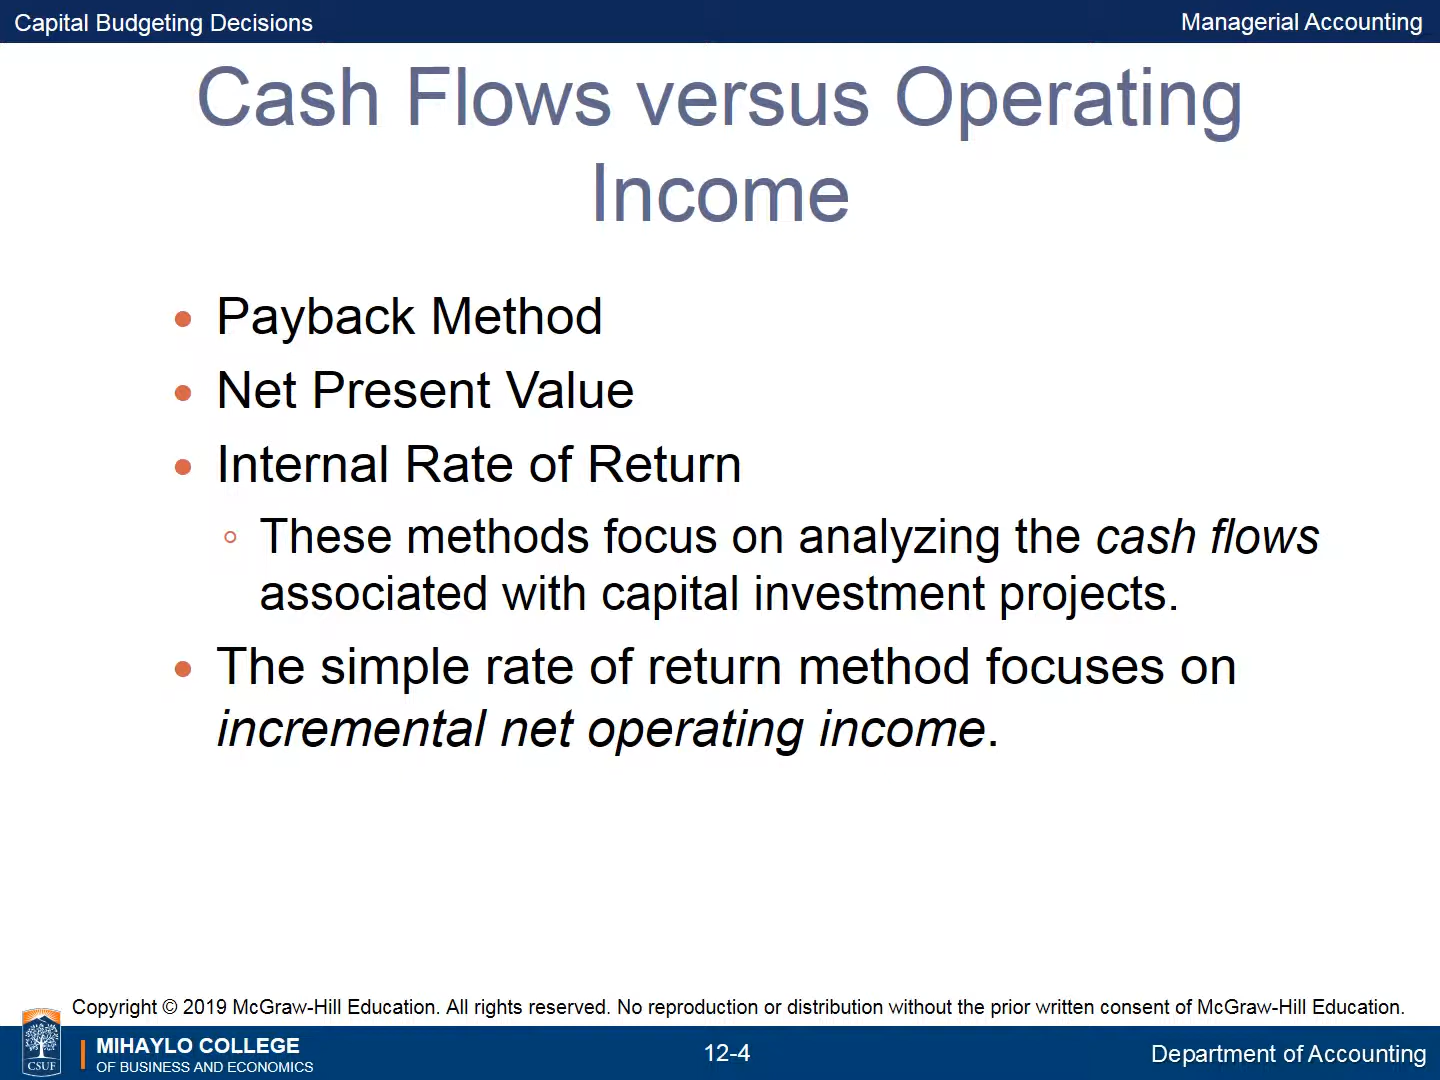 Capital Budgeting Decisions
Managerial Accounting
Cash Flows versus Operating
Income
• Payback Method
• Net Present Value
• Internal Rate of Return
◦ These methods focus on analyzing the cash flows
associated with capital investment projects.
• The simple rate of return method focuses on
incremental net operating income.
Copyright © 2019 McGraw-Hill Education. All rights reserved. No reproduction or distribution without the prior written consent of McGraw-Hill Education.
CSUF
MIHAYLO COLLEGE
OF BUSINESS AND ECONOMICS
12-4
Department of Accounting